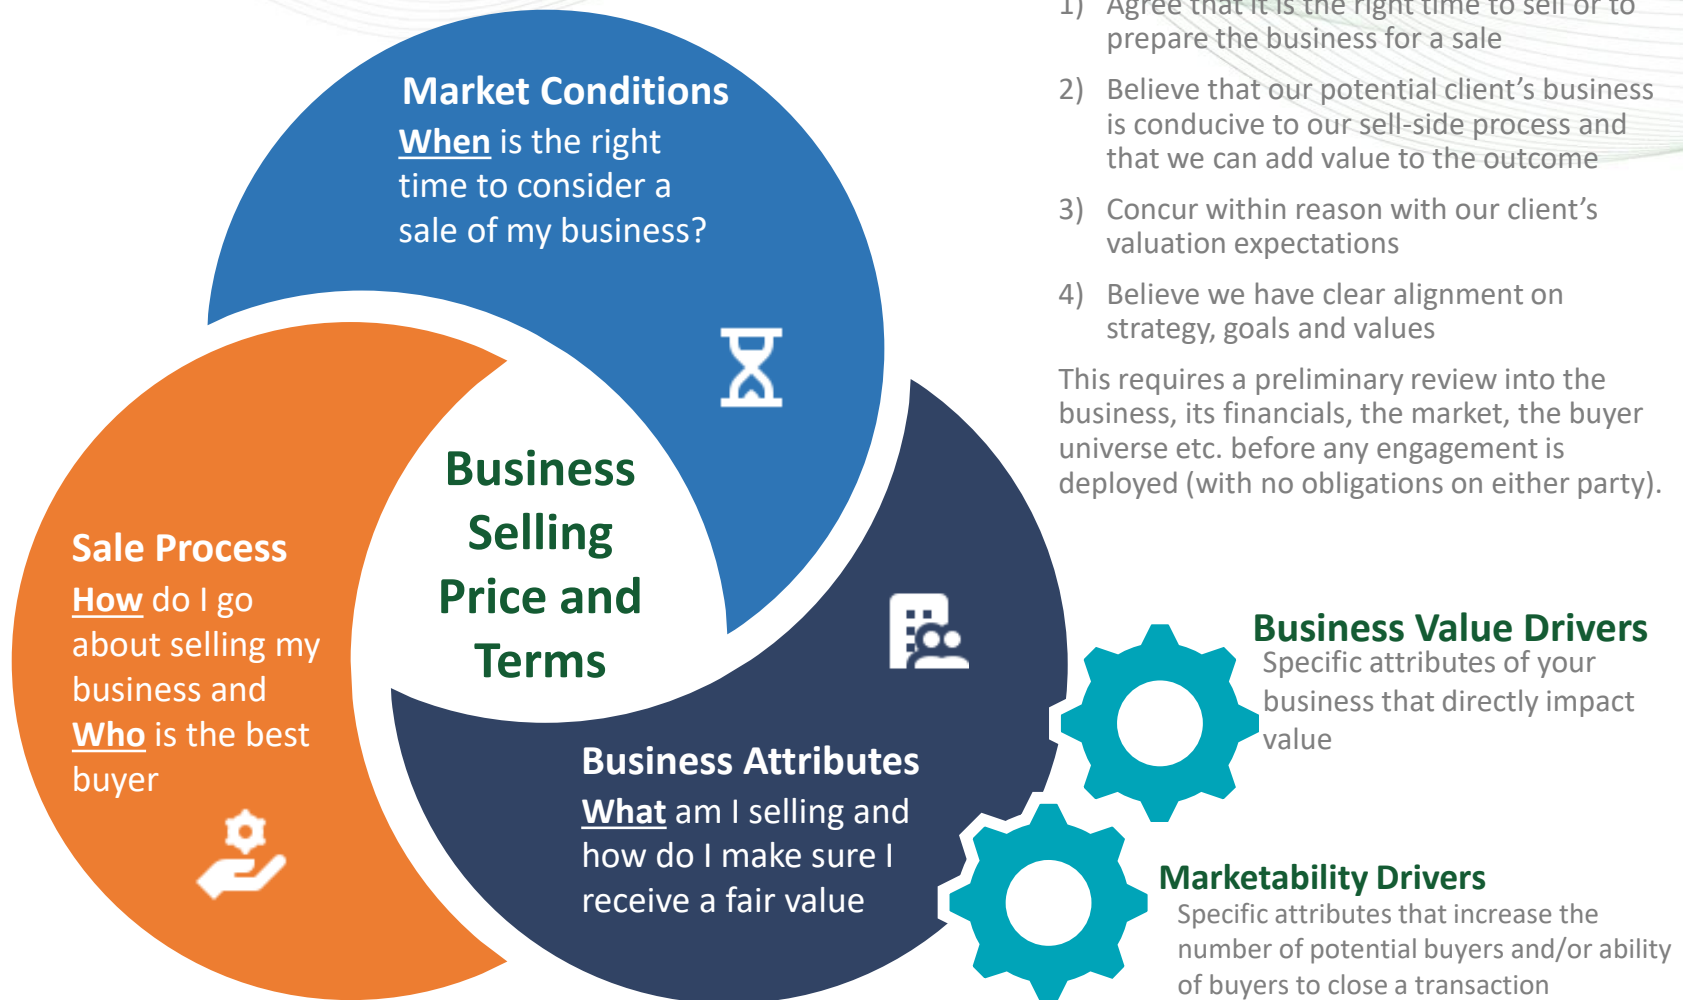 Market Conditions
When is the right
time to consider a
sale of my business?
Sale Process
How do I go
about selling my
business and
Who is the best
buyer
Business
Selling
Price and
Terms
Business Attributes
What am I selling and
how do I make sure I
receive a fair value
1) Agree that it is the right time to sell or to
prepare the business for a sale
2) Believe that our potential client’s business
is conducive to our sell-side process and
that we can add value to the outcome
3) Concur within reason with our client’s
valuation expectations
4) Believe we have clear alignment on
strategy, goals and values
This requires a preliminary review into the
business, its financials, the market, the buyer
universe etc. before any engagement is
deployed (with no obligations on either party).
Business Value Drivers
Specific attributes of your
business that directly impact
value
Marketability Drivers
Specific attributes that increase the
number of potential buyers and/or ability
of buyers to close a transaction